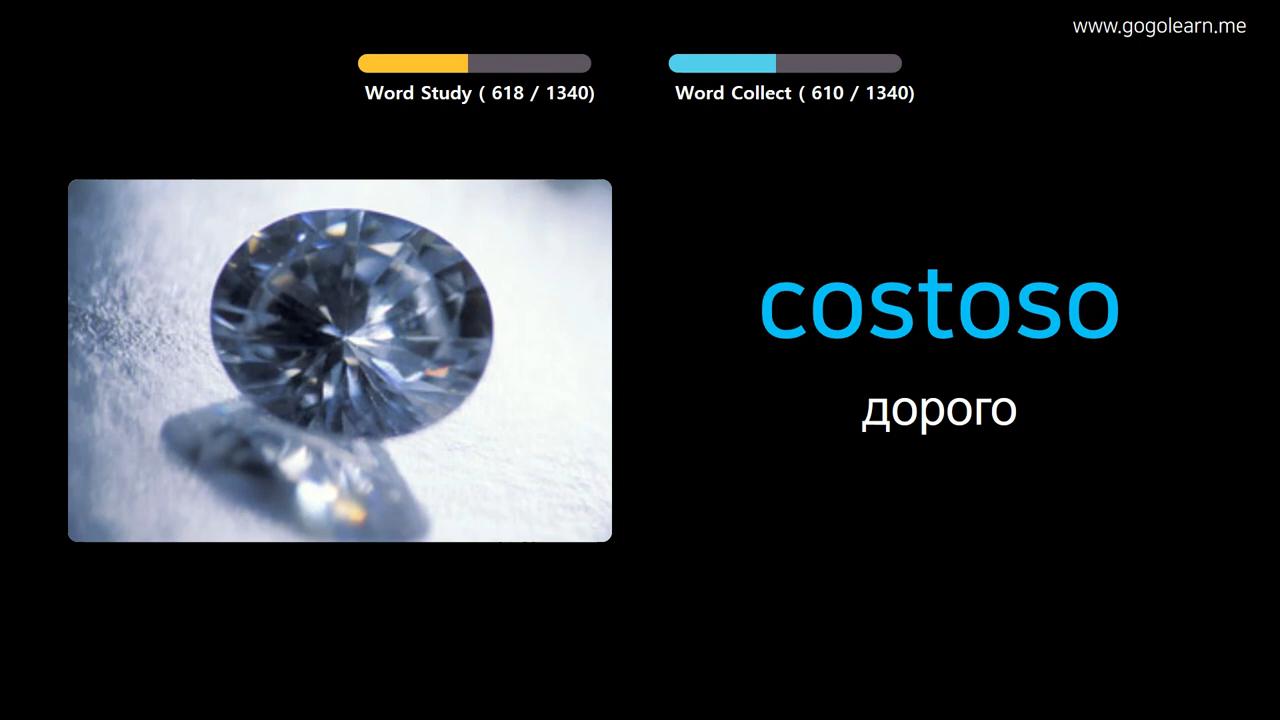 www.gogolearn.me
Word Study ( 618 / 1340)
Word Collect ( 610 / 1340)
costoso
дорого